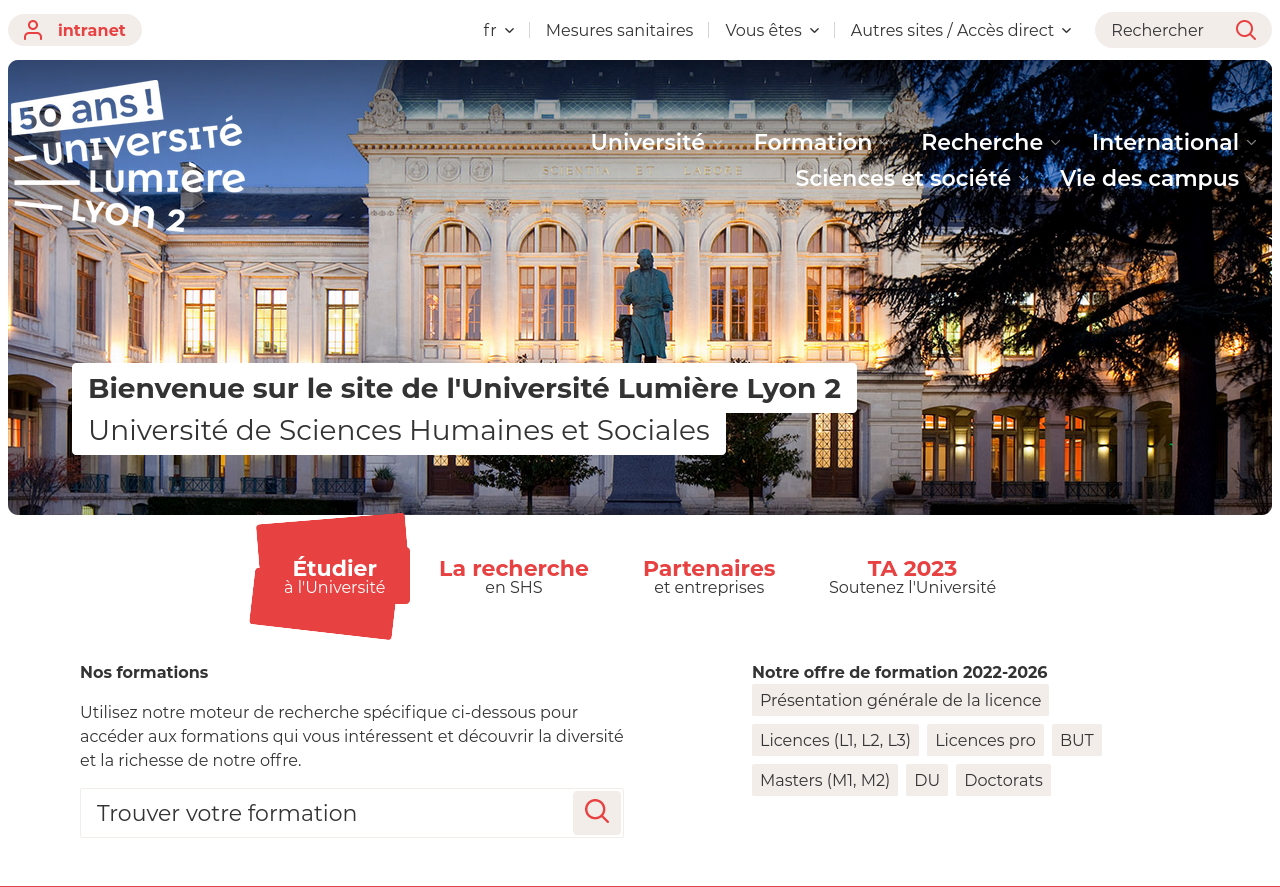 intranet
fr
Mesures sanitaires
Vous êtes
Autres sites / Accès direct
Rechercher
50 ans !
université
Lumière
Lyon 2
Université
Formation
Recherche
International
Sciences et société
Vie des campus
SCIENTIA ET LABORE
Bienvenue sur le site de l'Université Lumière Lyon 2
Université de Sciences Humaines et Sociales
Étudier
à l'Université
La recherche
en SHS
Partenaires
et entreprises
TA 2023
Soutenez l'Université
Nos formations
Utilisez notre moteur de recherche spécifique ci-dessous pour
accéder aux formations qui vous intéressent et découvrir la diversité
et la richesse de notre offre.
Trouver votre formation
Notre offre de formation 2022-2026
Présentation générale de la licence
Licences (L1, L2, L3)
Licences pro
BUT
Masters (M1, M2)
DU
Doctorats